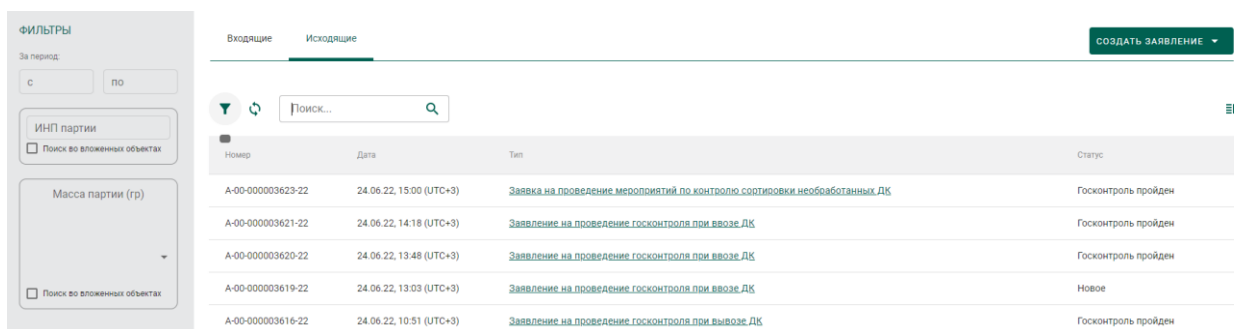 ФИЛЬТРЫ
За период:
с
по
ИНП партии
Поиск во вложенных объектах
Масса партии (гр)
Поиск во вложенных объектах
Входящие
Исходящие
СОЗДАТЬ ЗАЯВЛЕНИЕ
Поиск...
Номер Дата Тип Статус
А-00-000003623-22 24.06.22, 15:00 (UTC+3) Заявка на проведение мероприятий по контролю сортировки необработанных ДК Госконтроль пройден
А-00-000003621-22 24.06.22, 14:18 (UTC+3) Заявление на проведение госконтроля при ввозе ДК Госконтроль пройден
А-00-000003620-22 24.06.22, 13:48 (UTC+3) Заявление на проведение госконтроля при ввозе ДК Госконтроль пройден
А-00-000003619-22 24.06.22, 13:03 (UTC+3) Заявление на проведение госконтроля при ввозе ДК Новое
А-00-000003616-22 24.06.22, 10:51 (UTC+3) Заявление на проведение госконтроля при вывозе ДК Госконтроль пройден